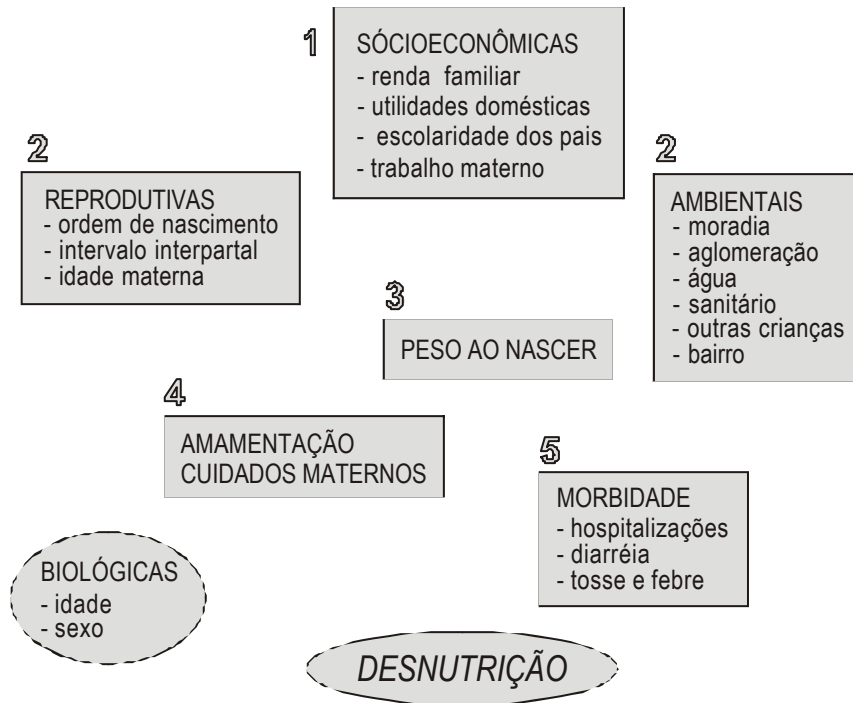 1
SÓCIOECONÔMICAS
- renda familiar
- utilidades domésticas
- escolaridade dos pais
- trabalho materno
2
REPRODUTIVAS
- ordem de nascimento
- intervalo interpartal
- idade materna
2
AMBIENTAIS
- moradia
- aglomeração
- água
- sanitário
- outras crianças
- bairro
3
PESO AO NASCER
4
AMAMENTAÇÃO
CUIDADOS MATERNOS
5
MORBIDADE
- hospitalizações
- diarréia
- tosse e febre
BIOLÓGICAS
- idade
- sexo
DESNUTRIÇÃO